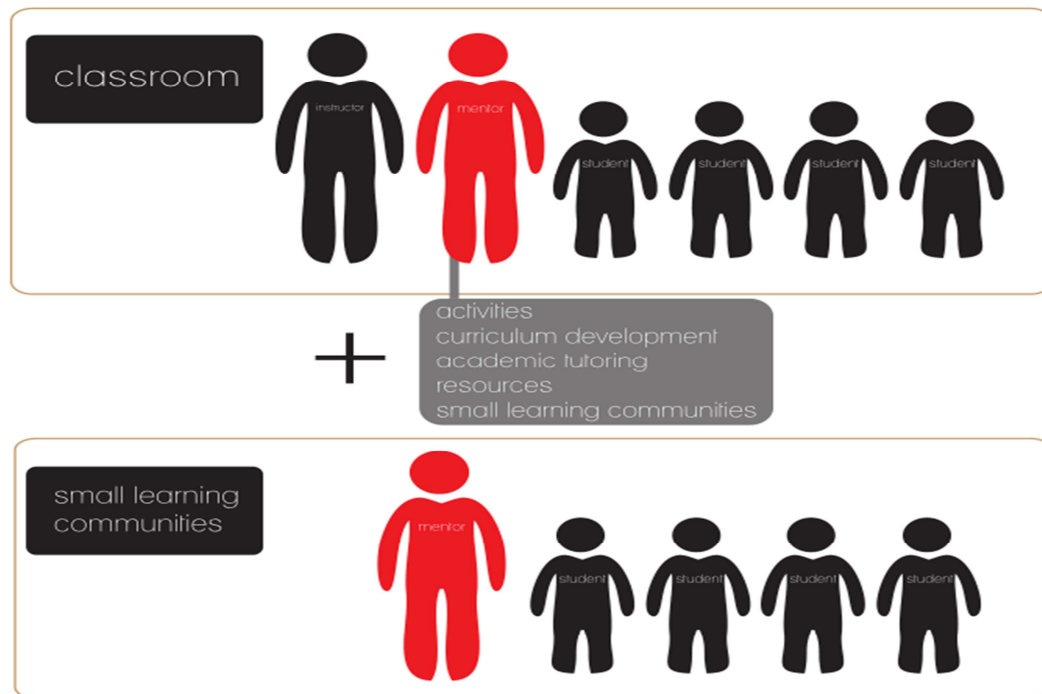 classroom
instructor
mentor
student
student
student
student
+
activities
curriculum development
academic tutoring
resources
small learning communities
small learning
communities
mentor
student
student
student
student